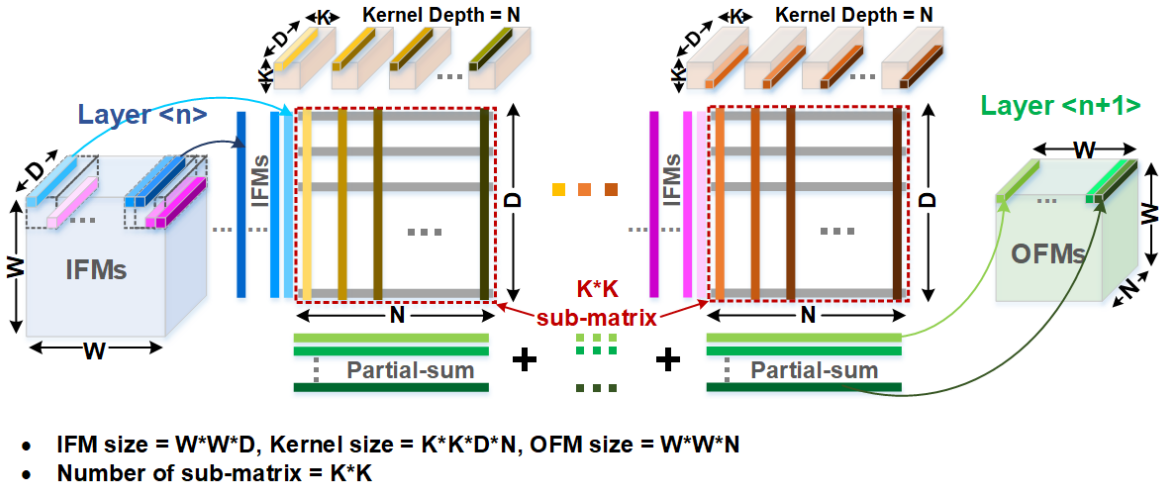 K
Kernel Depth = N
D
K
K
Kernel Depth = N
D
K
Layer <n>
Layer <n+1>
D
W
IFMs
W
IFMs
D
N
IFMs
D
N
K*K
sub-matrix
W
W
OFMs
N
Partial-sum
+
+
Partial-sum
• IFM size = W*W*D, Kernel size = K*K*D*N, OFM size = W*W*N
• Number of sub-matrix = K*K